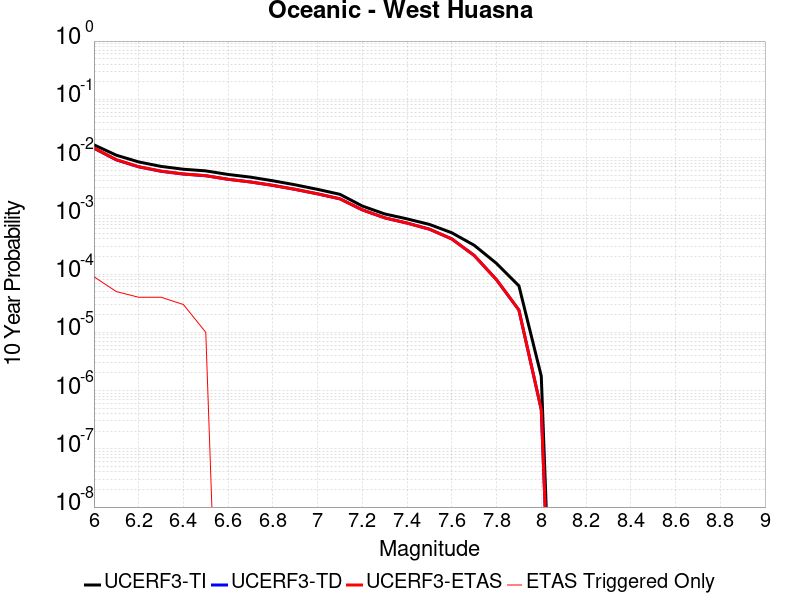 Oceanic - West Huasna
10^0
10^-1
10^-2
10^-3
10^-4
10^-5
10^-6
10^-7
10^-8
10 Year Probability
6 6.2 6.4 6.6 6.8 7 7.2 7.4 7.6 7.8 8 8.2 8.4 8.6 8.8 9
Magnitude
UCERF3-TI UCERF3-TD UCERF3-ETAS ETAS Triggered Only